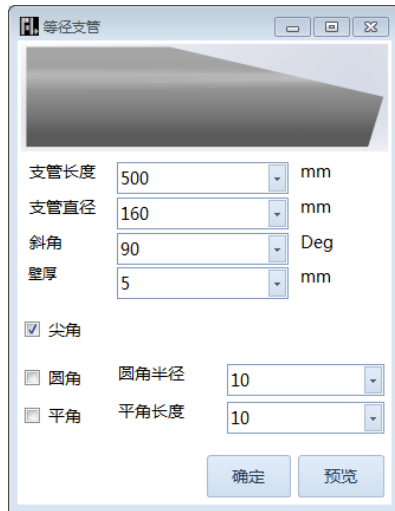 等径支管
支管长度 500 mm
支管直径 160 mm
斜角 90 Deg
壁厚 5 mm
尖角
圆角 圆角半径 10
平角 平角长度 10
确定 预览